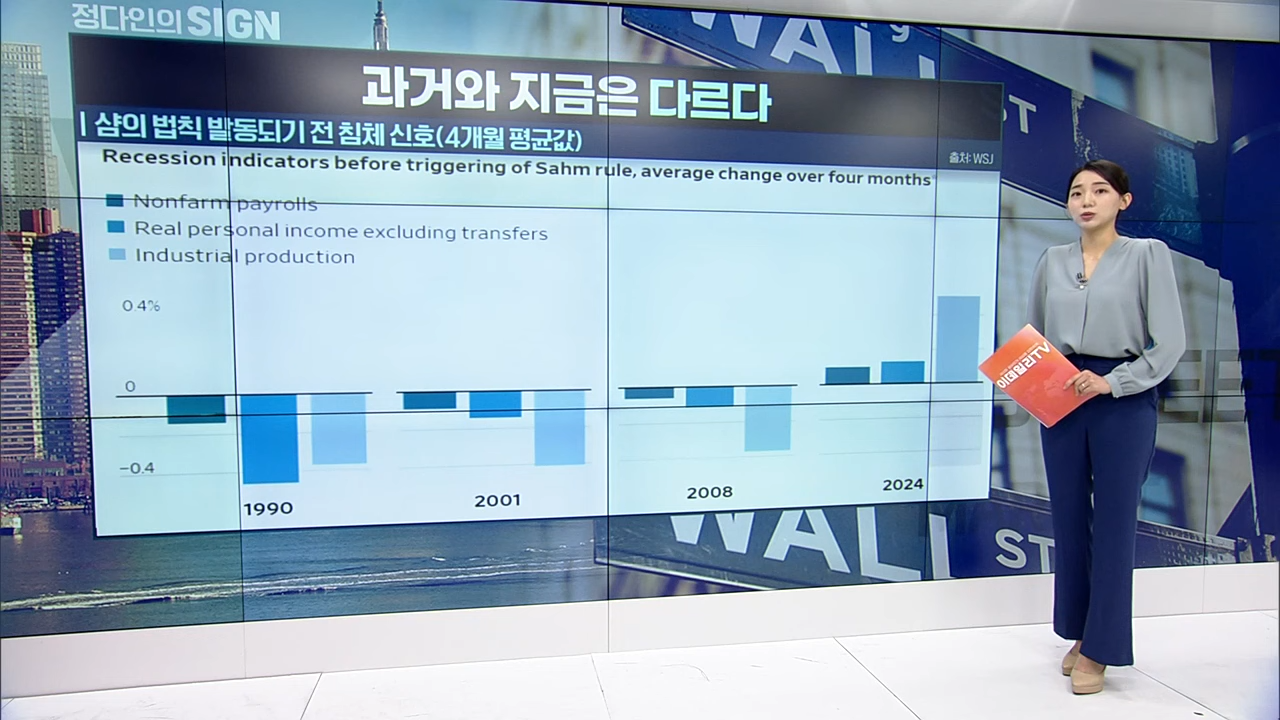 정다인의 SIGN
과거와 지금은 다르다
샴의 법칙 발동되기 전 침체 신호(4개월 평균값)
출처: WSJ
Recession indicators before triggering of Sahm rule, average change over four months
Nonfarm payrolls
Real personal income excluding transfers
Industrial production
0.4%
0
−0.4
1990
2001
2008
2024
WALL
ST
WALL
ST
이데일리TV